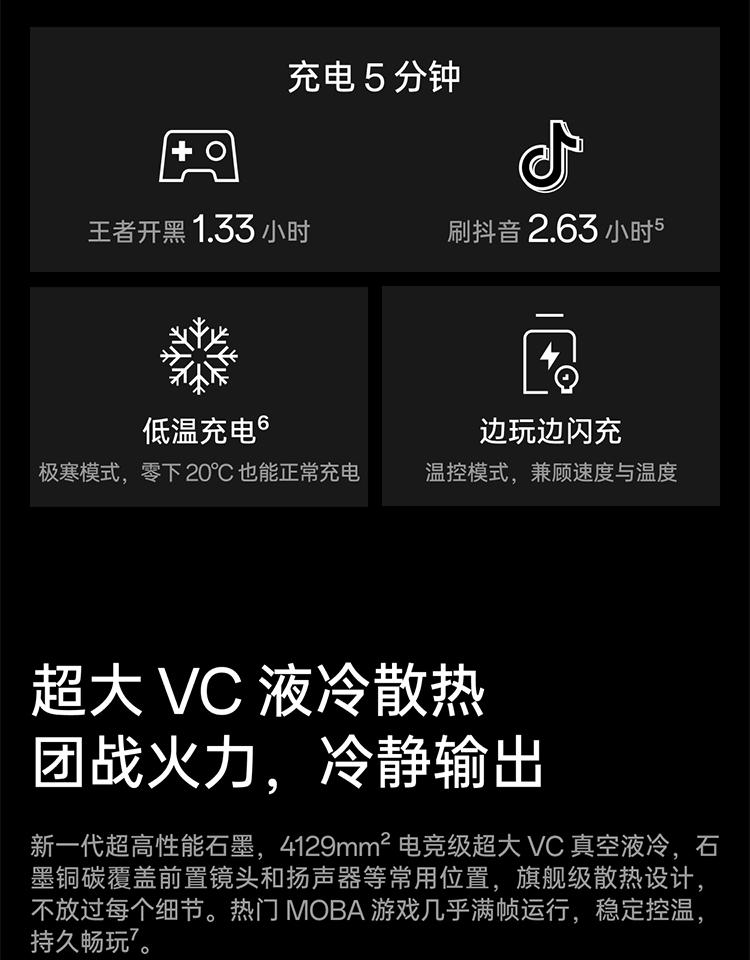 充电 5 分钟
王者开黑 1.33 小时
刷抖音 2.63 小时⁵
低温充电⁶
极寒模式，零下 20℃ 也能正常充电
边玩边闪充
温控模式，兼顾速度与温度
超大 VC 液冷散热
团战火力，冷静输出
新一代超高性能石墨，4129mm² 电竞级超大 VC 真空液冷，石
墨铜碳覆盖前置镜头和扬声器等常用位置，旗舰级散热设计，
不放过每个细节。热门 MOBA 游戏几乎满帧运行，稳定控温，
持久畅玩⁷。